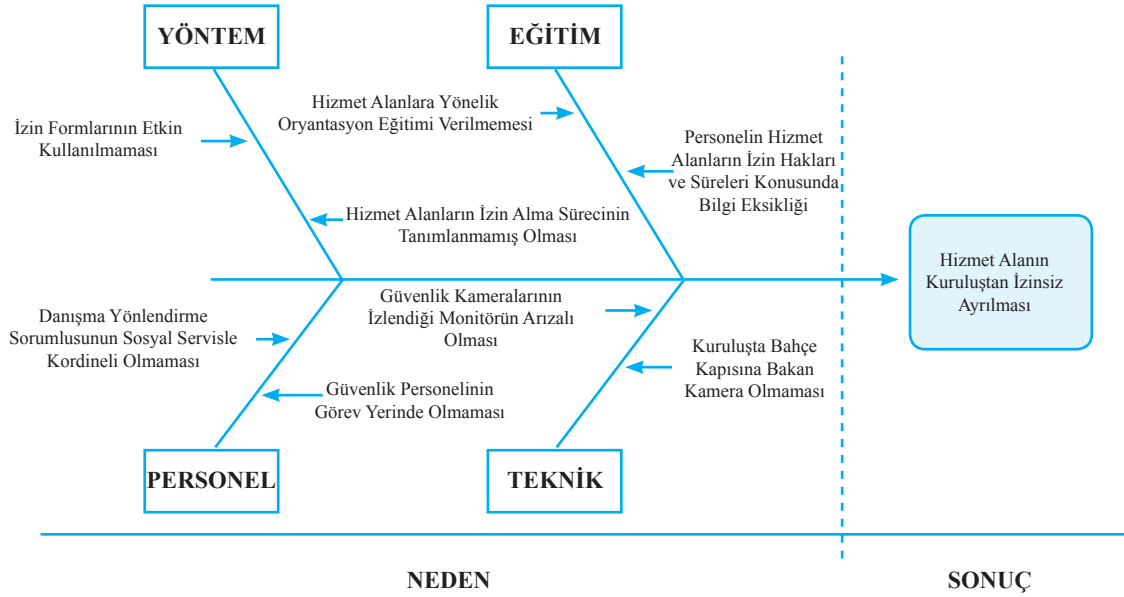 YÖNTEM
EĞİTİM
İzin Formlarının Etkin
Kullanılmaması
Hizmet Alanların İzin Alma Sürecinin
Tanımlanmamış Olması
Hizmet Alanlara Yönelik
Oryantasyon Eğitimi Verilmemesi
Personelin Hizmet
Alanların İzin Hakları
ve Süreleri Konusunda
Bilgi Eksikliği
Hizmet Alanın
Kuruluştan İzinsiz
Ayrılması
Danışma Yönlendirme
Sorumlusunun Sosyal Servisle
Kordineli Olmaması
Güvenlik Personelinin
Görev Yerinde Olmaması
Güvenlik Kameralarının
İzlendiği Monitörün Arızalı
Olması
Kuruluşta Bahçe
Kapısına Bakan
Kamera Olmaması
PERSONEL
TEKNİK
NEDEN
SONUÇ